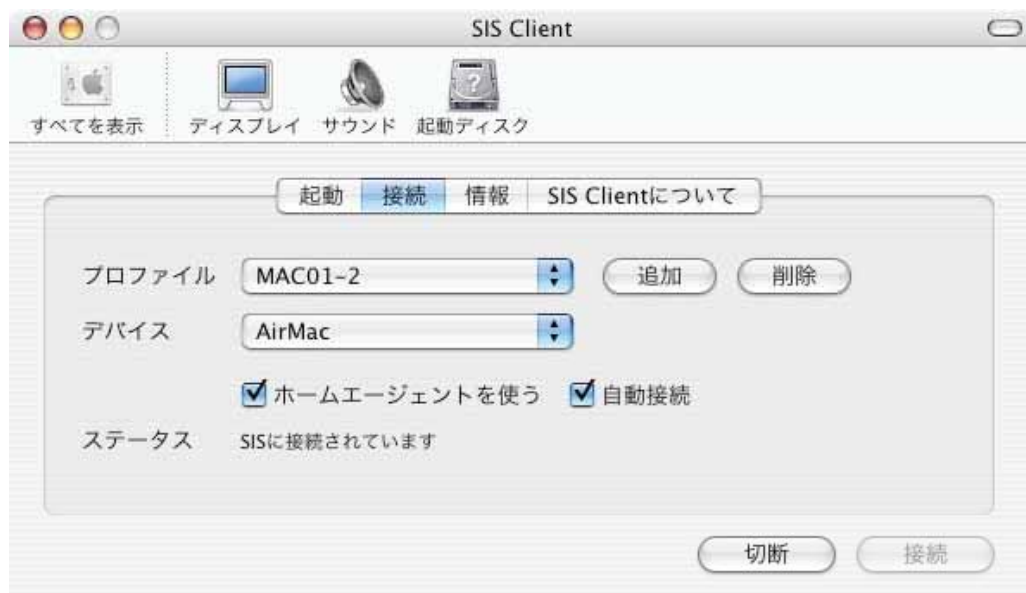 SIS Client
すべてを表示 ディスプレイ サウンド 起動ディスク
起動 接続 情報 SIS Clientについて
プロファイル MAC01-2 追加 削除
デバイス AirMac
ホームエージェントを使う 自動接続
ステータス SISに接続されています
切断 接続